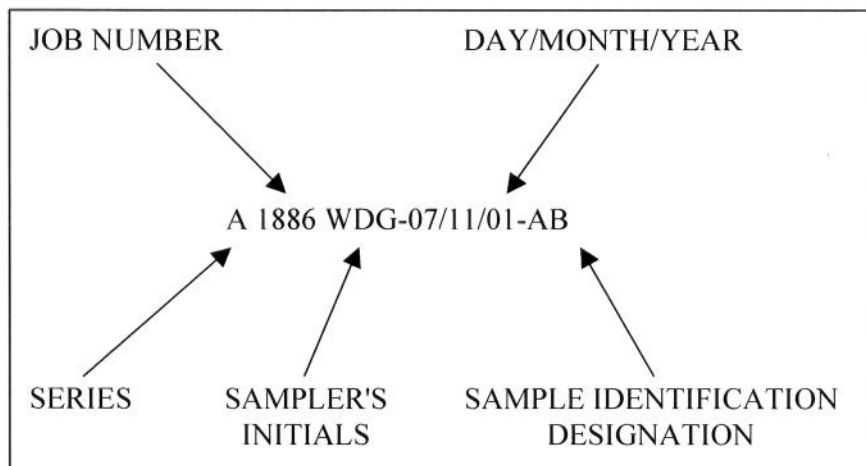 JOB NUMBER DAY/MONTH/YEAR
A 1886 WDG-07/11/01-AB
SERIES SAMPLER'S SAMPLE IDENTIFICATION
INITIALS DESIGNATION